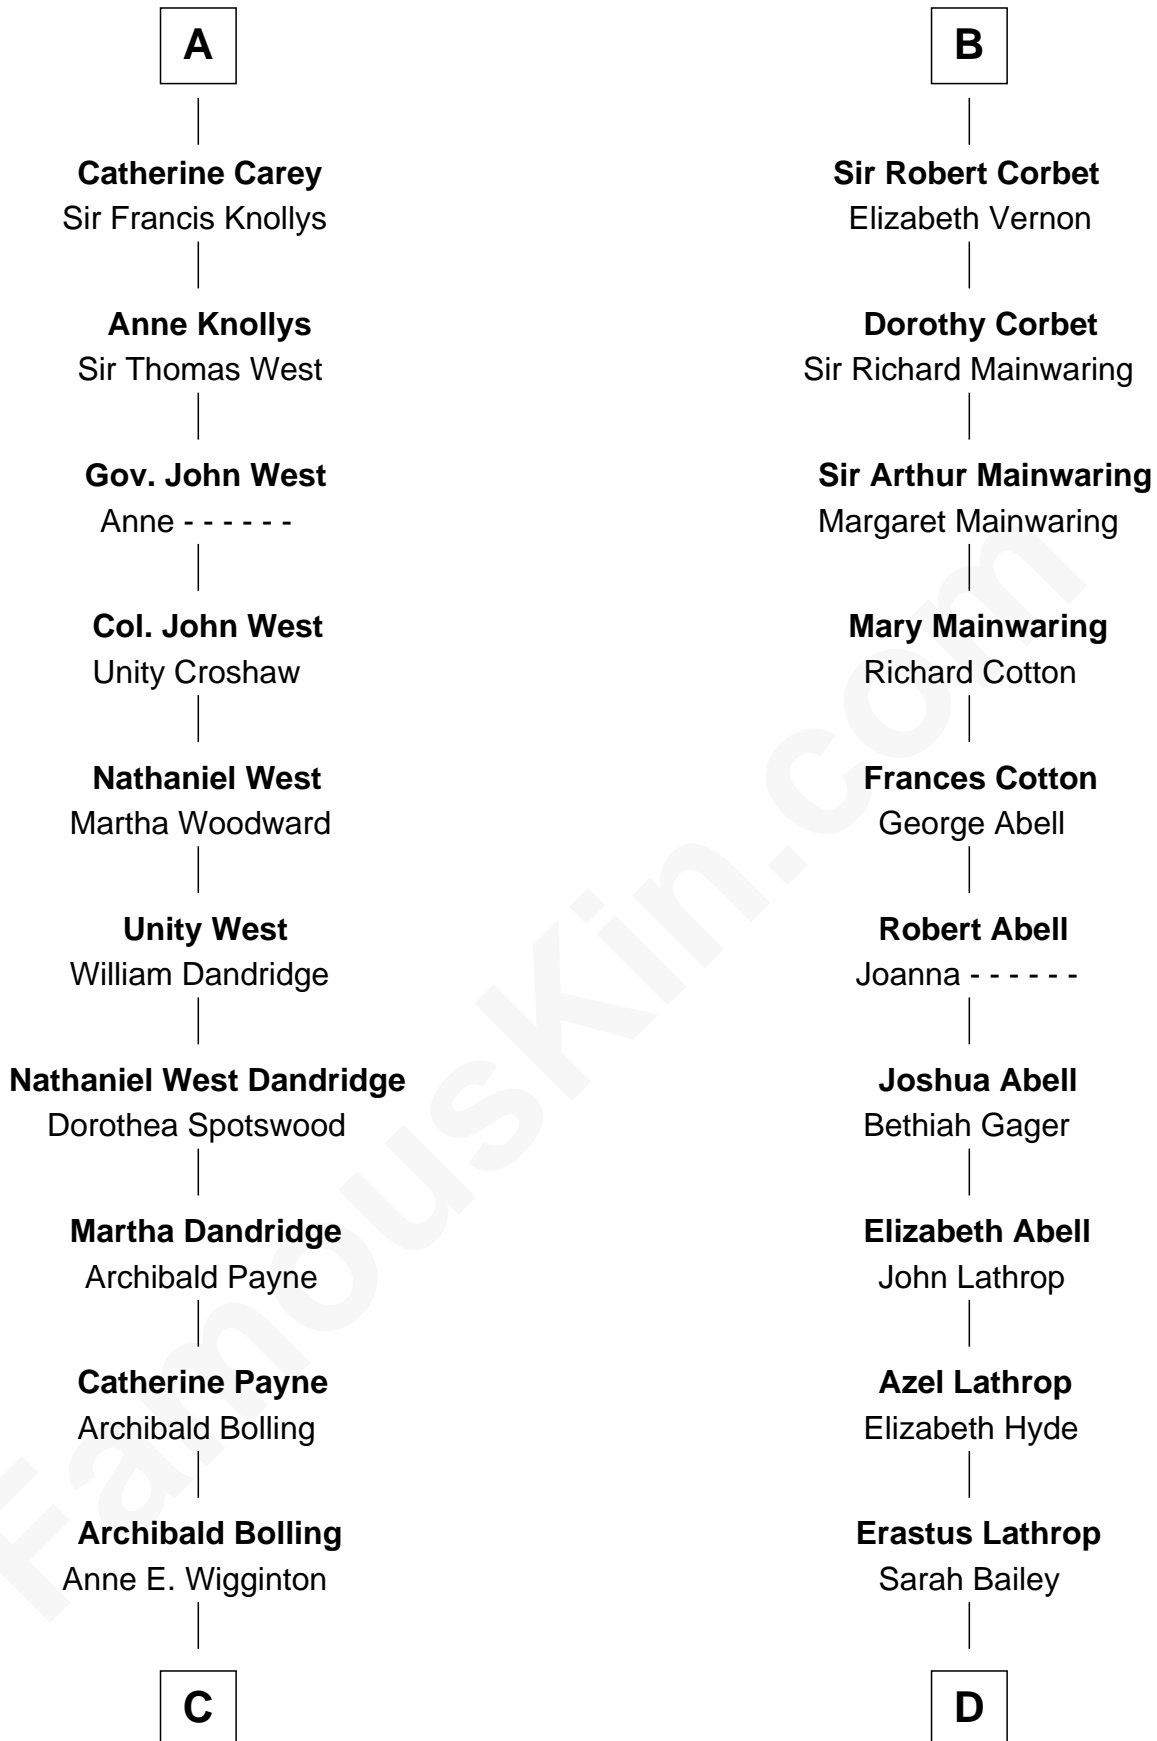 A
Catherine Carey
Sir Francis Knollys
Anne Knollys
Sir Thomas West
Gov. John West
Anne - - - - - -
Col. John West
Unity Croshaw
Nathaniel West
Martha Woodward
Unity West
William Dandridge
Nathaniel West Dandridge
Dorothea Spotswood
Martha Dandridge
Archibald Payne
Catherine Payne
Archibald Bolling
Archibald Bolling
Anne E. Wigginton
C
B
Sir Robert Corbet
Elizabeth Vernon
Dorothy Corbet
Sir Richard Mainwaring
Sir Arthur Mainwaring
Margaret Mainwaring
Mary Mainwaring
Richard Cotton
Frances Cotton
George Abell
Robert Abell
Joanna - - - - - -
Joshua Abell
Bethiah Gager
Elizabeth Abell
John Lathrop
Azel Lathrop
Elizabeth Hyde
Erastus Lathrop
Sarah Bailey
D
FamousKin.com